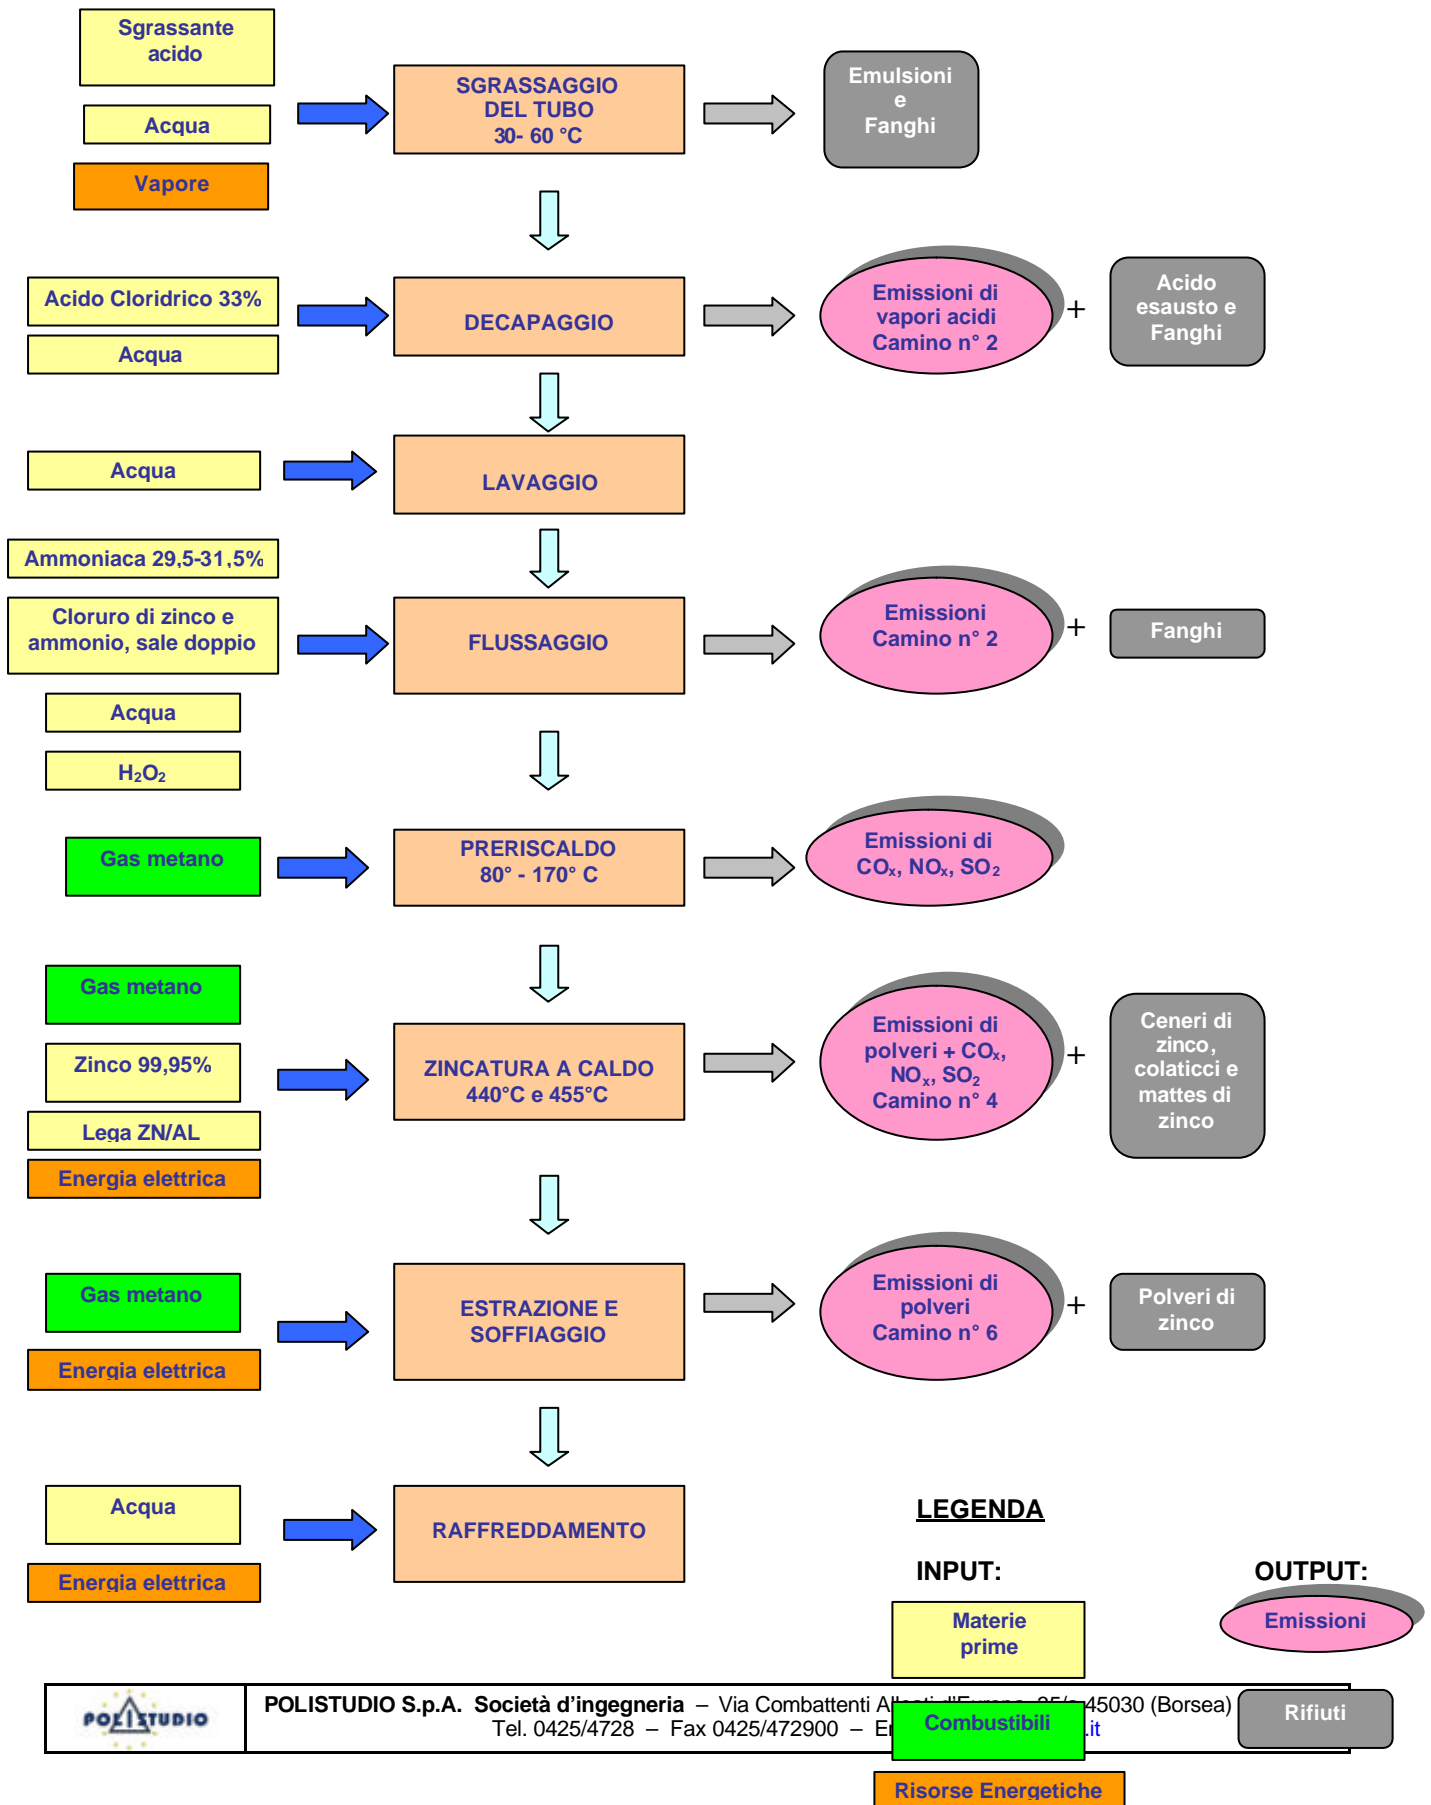 Sgrassante
acido
Acqua
Vapore
SGRASSAGGIO
DEL TUBO
30- 60 °C
Emulsioni
e
Fanghi
Acido Cloridrico 33%
Acqua
DECAPAGGIO
Emissioni di
vapori acidi
Camino n° 2
+
Acido
esausto e
Fanghi
Acqua
LAVAGGIO
Ammoniaca 29,5-31,5%
Cloruro di zinco e
ammonio, sale doppio
Acqua
H₂O₂
FLUSSAGGIO
Emissioni
Camino n° 2
+
Fanghi
Gas metano
PRERISCALDO
80° - 170° C
Emissioni di
COₓ, NOₓ, SO₂
Gas metano
Zinco 99,95%
Lega ZN/AL
Energia elettrica
ZINCATURA A CALDO
440°C e 455°C
Emissioni di
polveri + COₓ,
NOₓ, SO₂
Camino n° 4
+
Ceneri di
zinco,
colaticci e
mattes di
zinco
Gas metano
Energia elettrica
ESTRAZIONE E
SOFFIAGGIO
Emissioni di
polveri
Camino n° 6
+
Polveri di
zinco
Acqua
Energia elettrica
RAFFREDDAMENTO
LEGENDA
INPUT:
OUTPUT:
Materie
prime
Emissioni
Combustibili
Rifiuti
Risorse Energetiche
POLISTUDIO
POLISTUDIO S.p.A. Società d'ingegneria – Via Combattenti 45030 (Borsea)
Tel. 0425/4728 – Fax 0425/472900 – .it